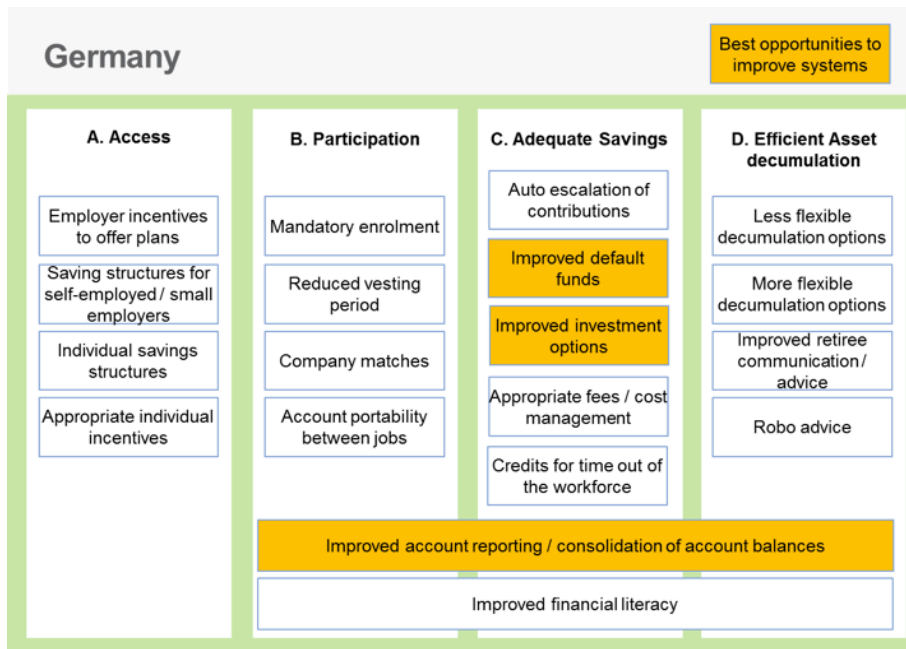 Germany
Best opportunities to
improve systems
A. Access
Employer incentives
to offer plans
Saving structures for
self-employed / small
employers
Individual savings
structures
Appropriate individual
incentives
B. Participation
Mandatory enrolment
Reduced vesting
period
Company matches
Account portability
between jobs
C. Adequate Savings
Auto escalation of
contributions
Improved default
funds
Improved investment
options
Appropriate fees / cost
management
Credits for time out of
the workforce
D. Efficient Asset
decumulation
Less flexible
decumulation options
More flexible
decumulation options
Improved retiree
communication /
advice
Robo advice
Improved account reporting / consolidation of account balances
Improved financial literacy